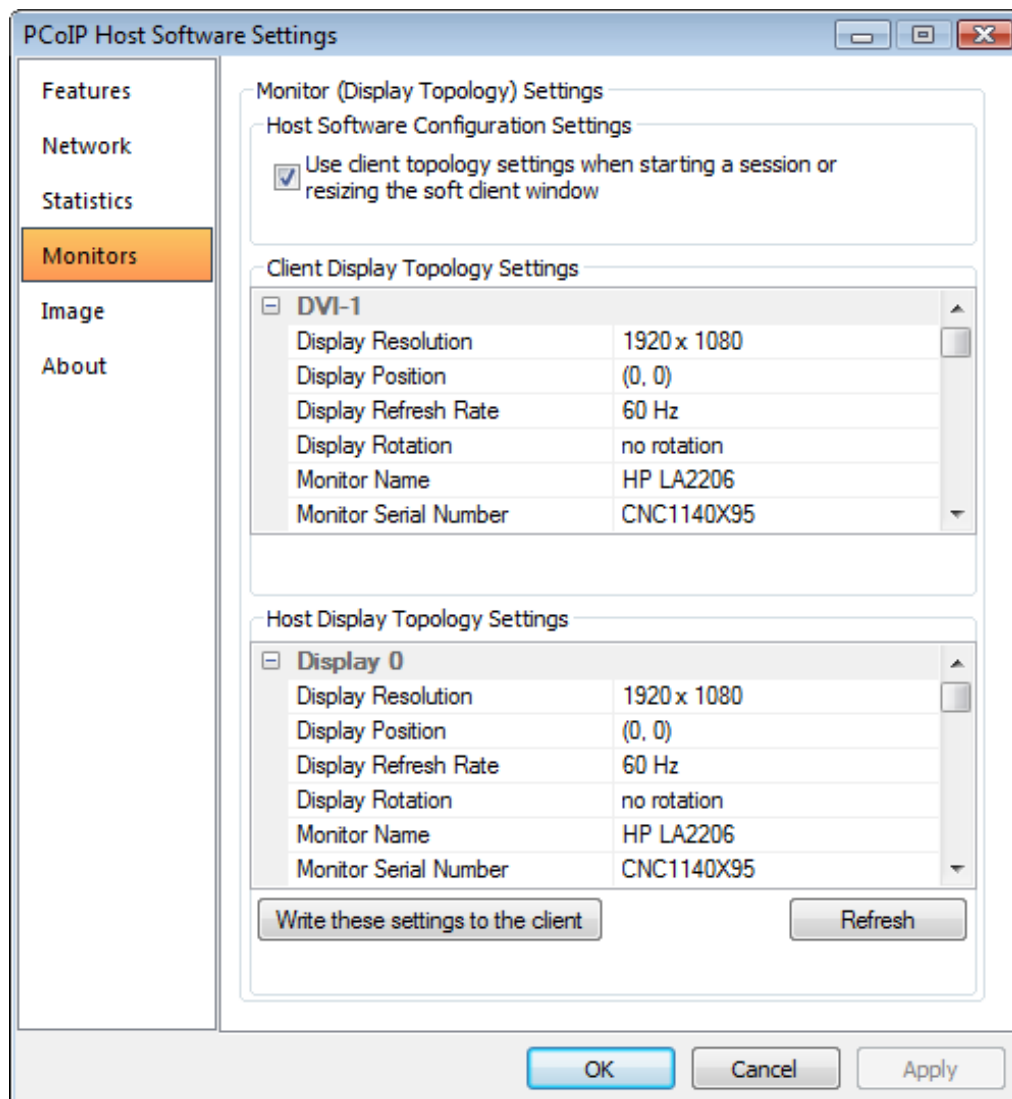 PCoIP Host Software Settings
Features
Network
Statistics
Monitors
Image
About
Monitor (Display Topology) Settings
Host Software Configuration Settings
Use client topology settings when starting a session or
resizing the soft client window
Client Display Topology Settings
DVI-1
Display Resolution 1920 x 1080
Display Position (0, 0)
Display Refresh Rate 60 Hz
Display Rotation no rotation
Monitor Name HP LA2206
Monitor Serial Number CNC1140X95
Host Display Topology Settings
Display 0
Display Resolution 1920 x 1080
Display Position (0, 0)
Display Refresh Rate 60 Hz
Display Rotation no rotation
Monitor Name HP LA2206
Monitor Serial Number CNC1140X95
Write these settings to the client Refresh
OK Cancel Apply